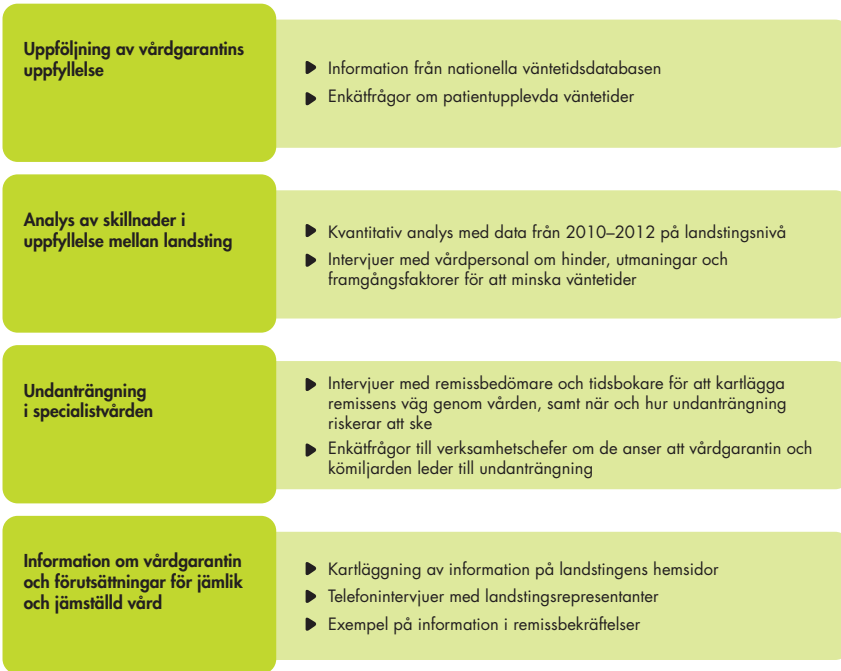 Uppföljning av vårdgarantins
uppfyllelse
Information från nationella väntetidsdatabasen
Enkätfrågor om patientupplevda väntetider
Analys av skillnader i
uppfyllelse mellan landsting
Kvantitativ analys med data från 2010–2012 på landstingsnivå
Intervjuer med vårdpersonal om hinder, utmaningar och
framgångsfaktorer för att minska väntetider
Undanträngning
i specialistvården
Intervjuer med remissbedömare och tidsbokare för att kartlägga
remissens väg genom vården, samt när och hur undanträngning
riskerar att ske
Enkätfrågor till verksamhetschefer om de anser att vårdgarantin och
kömiljarden leder till undanträngning
Information om vårdgarantin
och förutsättningar för jämlik
och jämställd vård
Kartläggning av information på landstingens hemsidor
Telefonintervjuer med landstingsrepresentanter
Exempel på information i remissbekräftelser